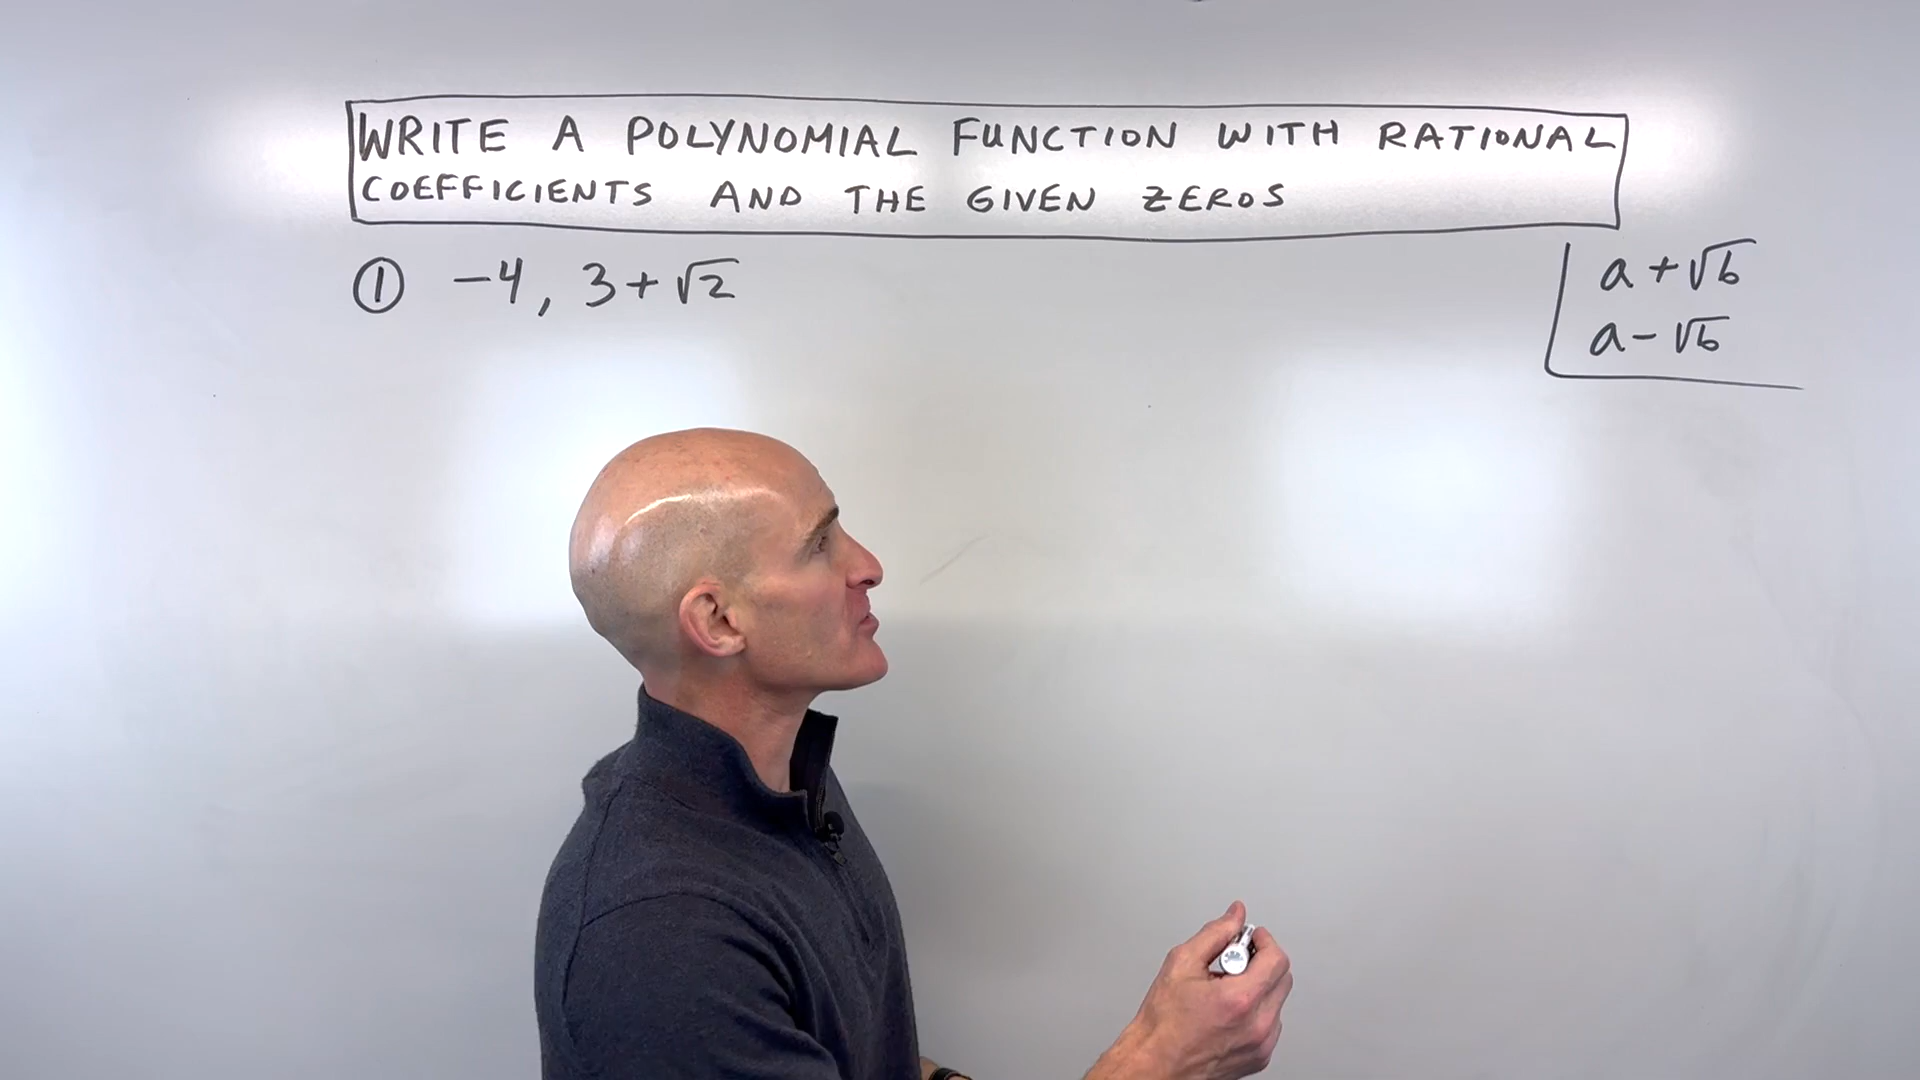 WRITE A POLYNOMIAL FUNCTION WITH RATIONAL
COEFFICIENTS AND THE GIVEN ZEROS
① -4, 3+√2
a+√b
a-√b